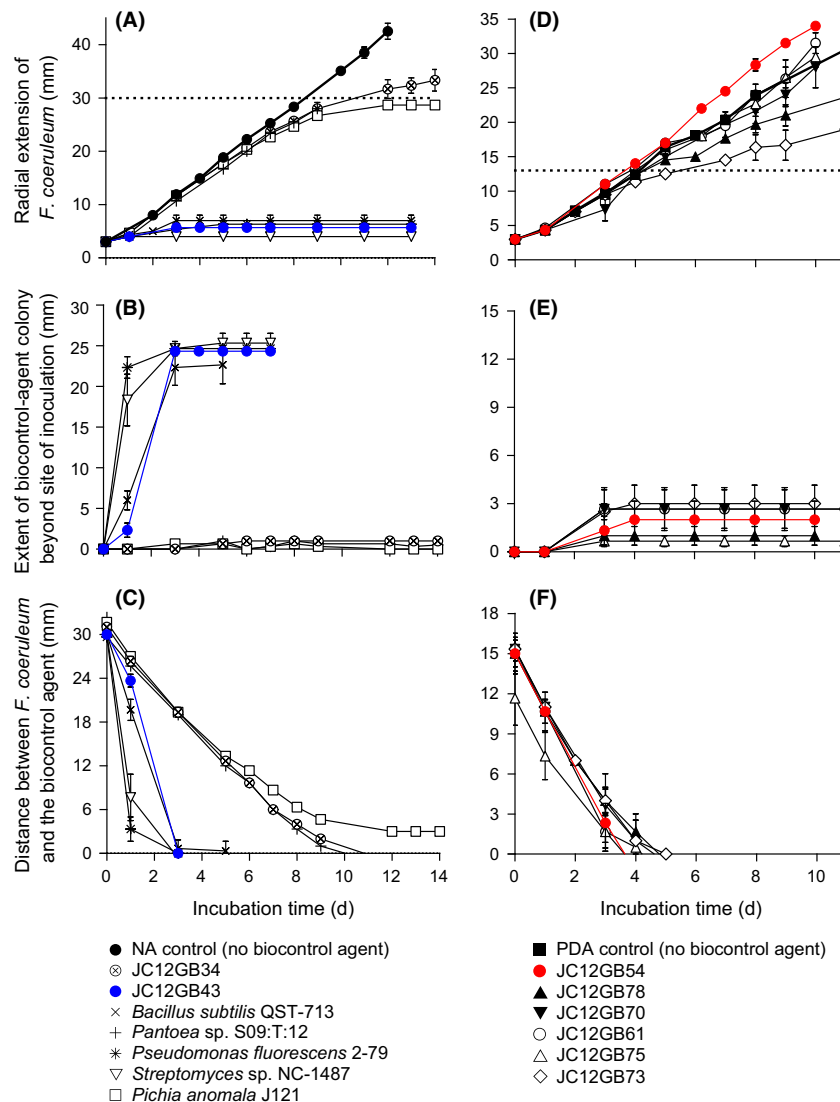 (A)
(D)
Radial extension of
F. coeruleum (mm)
40
30
20
10
0
35
30
25
20
15
10
5
0
(B)
(E)
Extent of biocontrol-agent colony
beyond site of inoculation (mm)
30
25
20
15
10
5
0
15
12
9
6
3
0
(C)
(F)
Distance between F. coeruleum
and the biocontrol agent (mm)
30
24
18
12
6
0
18
15
12
9
6
3
0
0 2 4 6 8 10 12 14
0 2 4 6 8 10
Incubation time (d)
Incubation time (d)
NA control (no biocontrol agent)
JC12GB34
JC12GB43
Bacillus subtilis QST-713
Pantoea sp. S09:T:12
Pseudomonas fluorescens 2-79
Streptomyces sp. NC-1487
Pichia anomala J121
PDA control (no biocontrol agent)
JC12GB54
JC12GB78
JC12GB70
JC12GB61
JC12GB75
JC12GB73